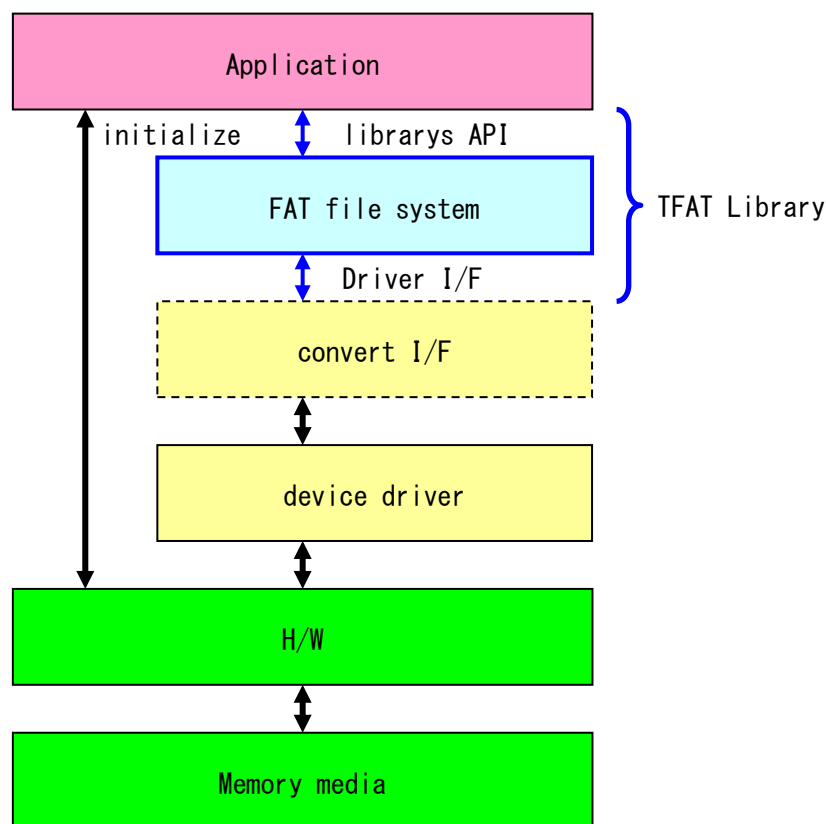 Application
initialize
librarys API
FAT file system
TFAT Library
Driver I/F
convert I/F
device driver
H/W
Memory media